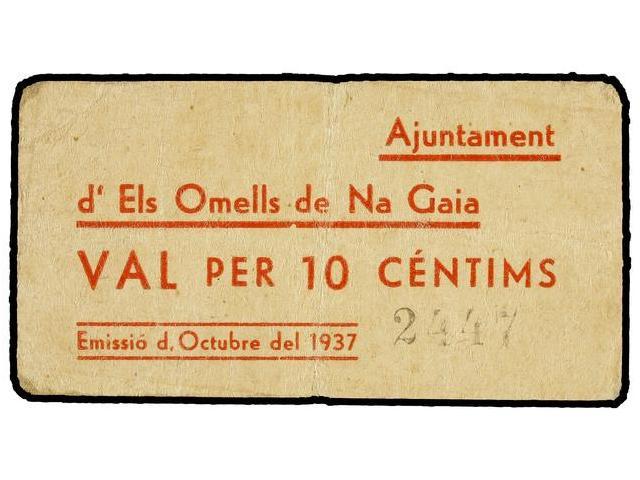 Ajuntament
d' Els Omells de Na Gaia
VAL PER 10 CÉNTIMS
Emissió d, Octubre del 1937
2447